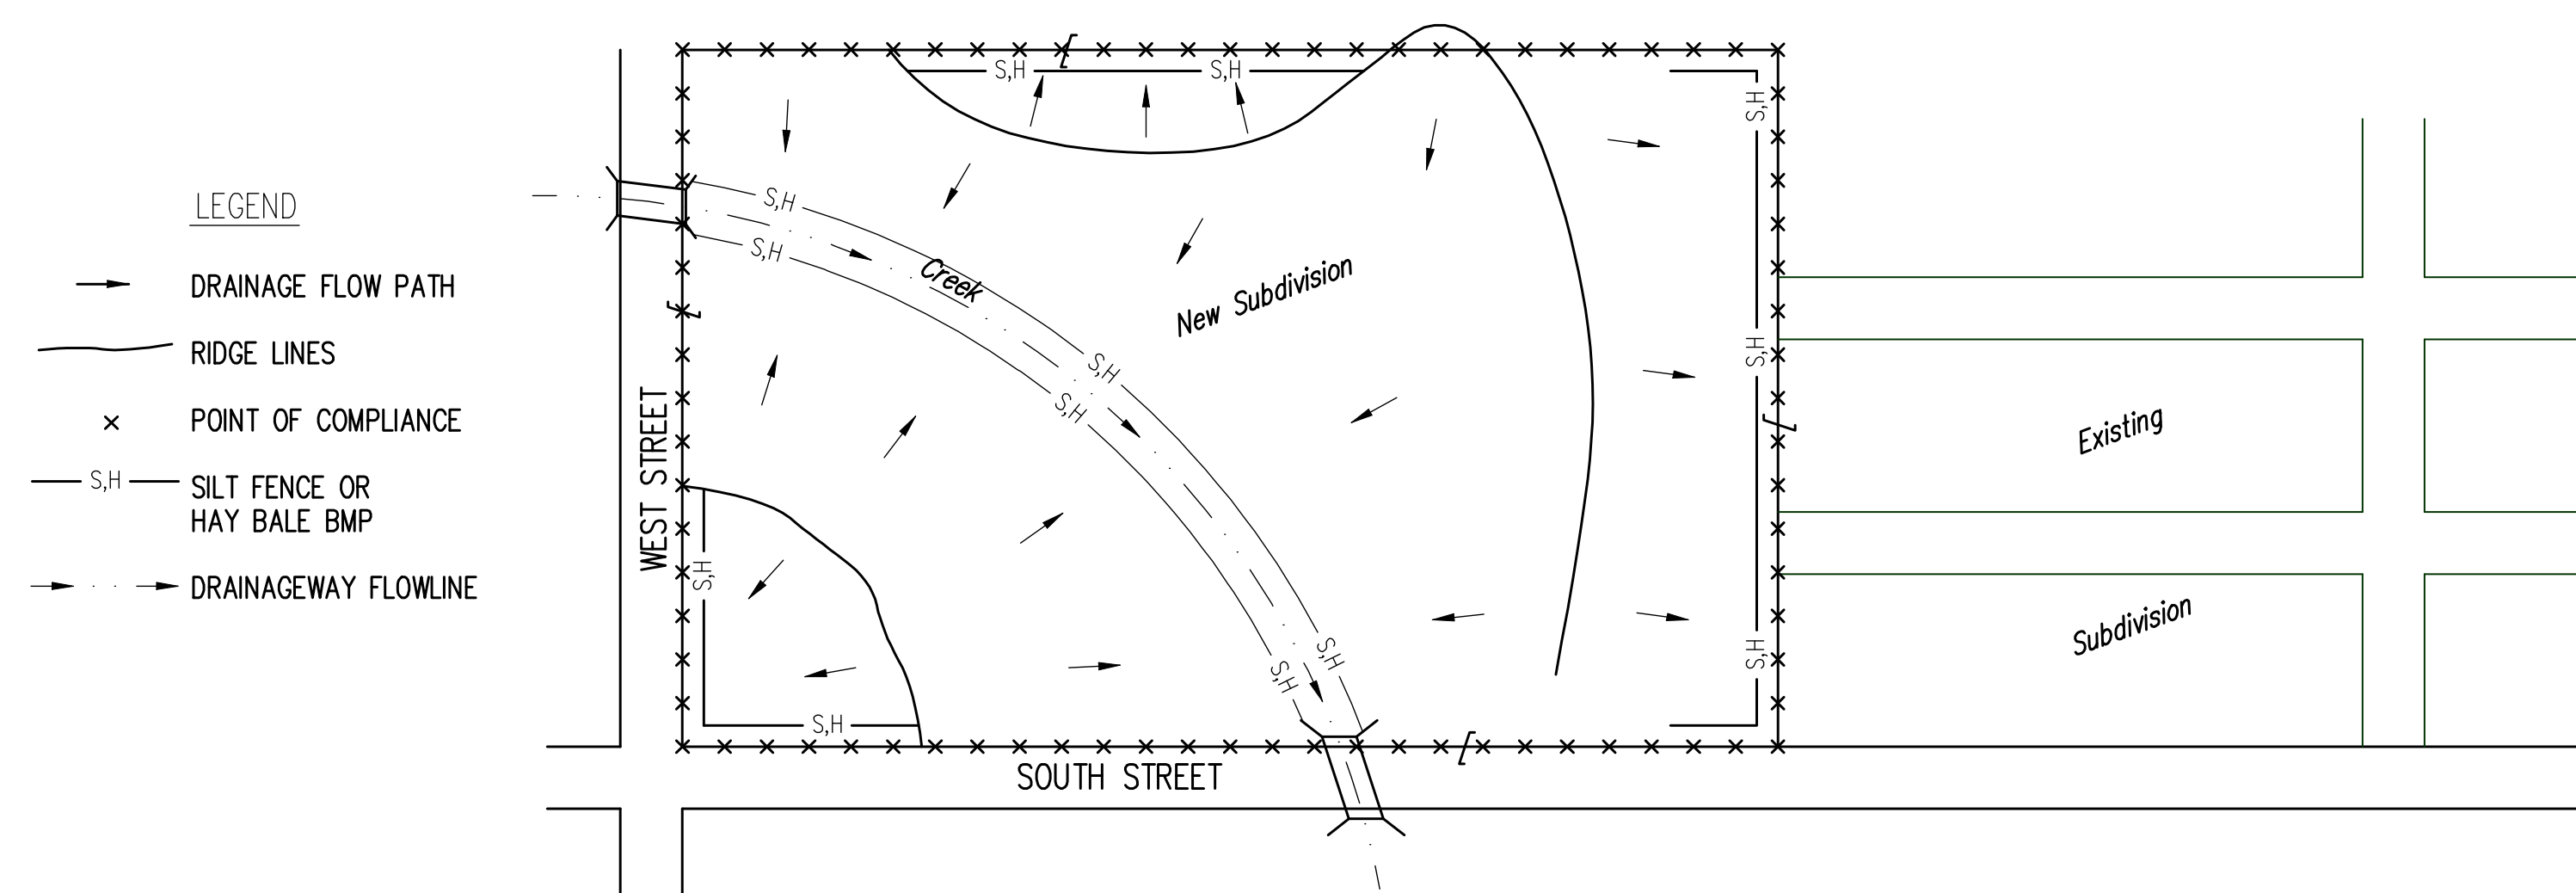 LEGEND
DRAINAGE FLOW PATH
RIDGE LINES
POINT OF COMPLIANCE
S,H
SILT FENCE OR
HAY BALE BMP
DRAINAGEWAY FLOWLINE
S,H
S,H
S,H
S,H
S,H
Creek
New Subdivision
S,H
S,H
S,H
WEST STREET
S,H
S,H
S,H
S,H
S,H
S,H
SOUTH STREET
Existing
Subdivision